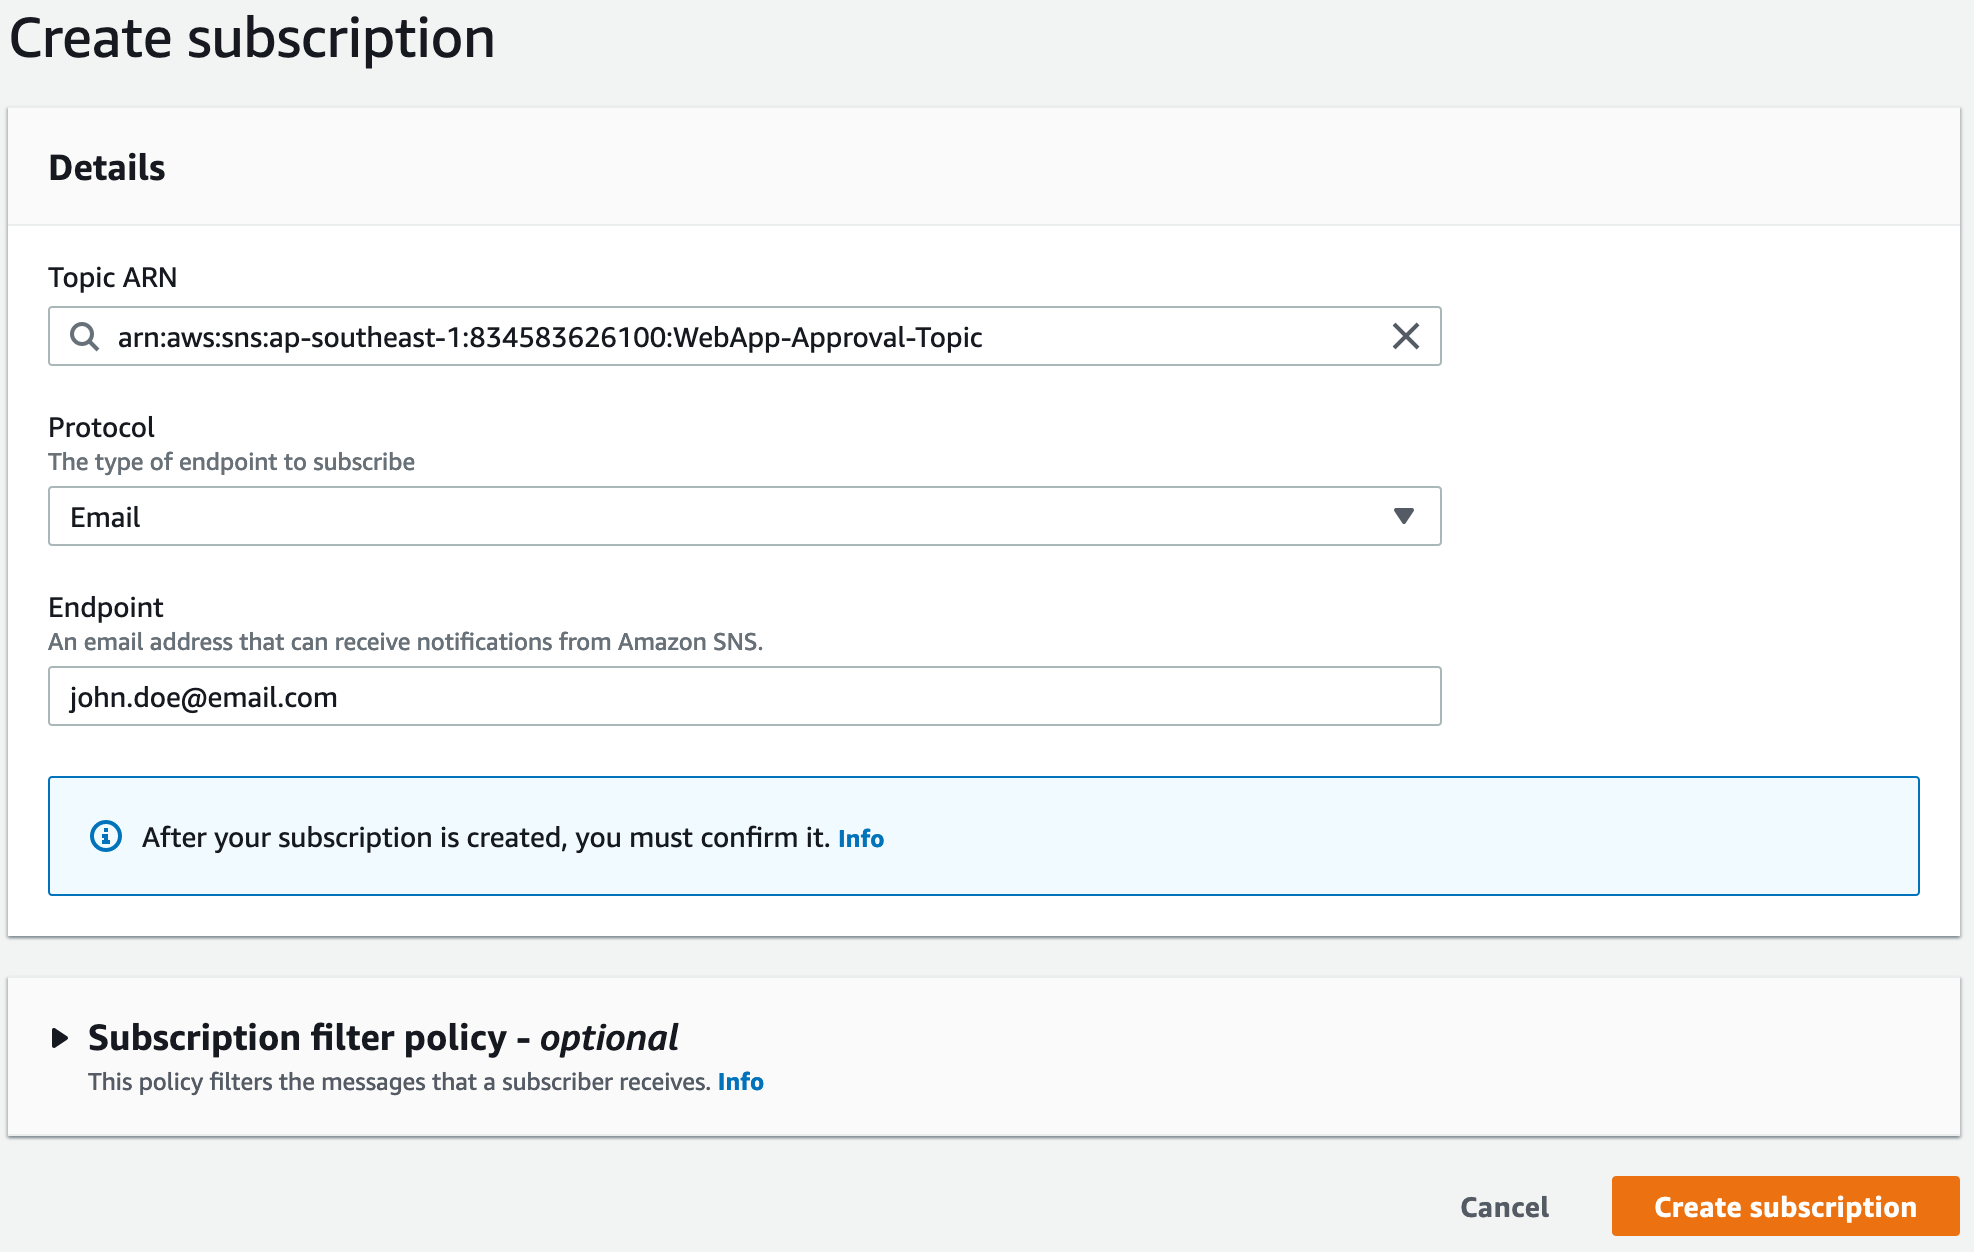 Create subscription
Details
Topic ARN
arn:aws:sns:ap-southeast-1:834583626100:WebApp-Approval-Topic
Protocol
The type of endpoint to subscribe
Email
Endpoint
An email address that can receive notifications from Amazon SNS.
john.doe@email.com
After your subscription is created, you must confirm it. Info
Subscription filter policy - optional
This policy filters the messages that a subscriber receives. Info
Cancel Create subscription